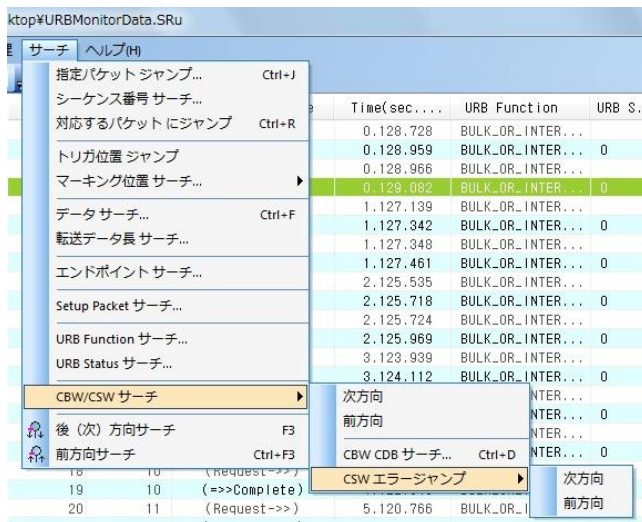 ktop¥URBMonitorData.SRu
サーチ ヘルプ(H)
指定パケット ジャンプ... Ctrl+J
シーケンス番号 サーチ...
対応するパケット にジャンプ Ctrl+R
トリガ位置 ジャンプ
マーキング位置 サーチ...
データ サーチ... Ctrl+F
転送データ長 サーチ...
エンドポイント サーチ...
Setup Packet サーチ...
URB Function サーチ...
URB Status サーチ...
CBW/CSW サーチ
後（次）方向サーチ F3
前方向サーチ Ctrl+F3
次方向
前方向
CBW CDB サーチ... Ctrl+D
CSW エラージャンプ
次方向
前方向
Time(sec.... URB Function URB S.
0.128.728 BULK_OR_INTER...
0.128.959 BULK_OR_INTER... 0
0.128.966 BULK_OR_INTER...
0.129.082 BULK_OR_INTER... 0
1.127.139 BULK_OR_INTER...
1.127.342 BULK_OR_INTER... 0
1.127.348 BULK_OR_INTER...
1.127.461 BULK_OR_INTER... 0
2.125.535 BULK_OR_INTER...
2.125.718 BULK_OR_INTER... 0
2.125.724 BULK_OR_INTER...
2.125.969 BULK_OR_INTER... 0
3.123.939 BULK_OR_INTER...
3.124.112 BULK_OR_INTER... 0
NTER...
NTER... 0
NTER...
NTER... 0
18 10 (Request->>)
19 10 (=>>Complete)
20 11 (Request->>) 5.120.766 BULK_OR_INTER...